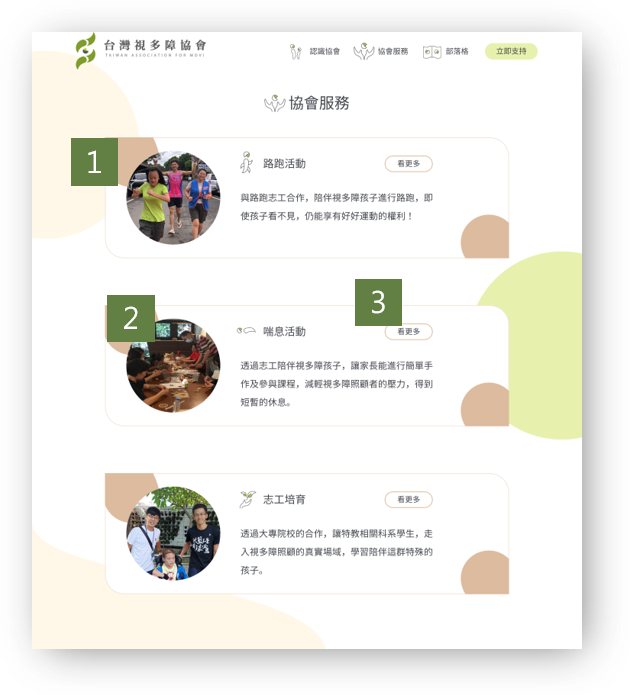 台灣視多障協會
TAIWAN ASSOCIATION FOR MDVI
認識協會
協會服務
部落格
立即支持
協會服務
1
路跑活動
看更多
與路跑志工合作，陪伴視多障孩子進行路跑，即
使孩子看不見，仍能享有好好運動的權利！
2
3
喘息活動
看更多
透過志工陪伴視多障孩子，讓家長能進行簡單手
作及參與課程，減輕視多障照顧者的壓力，得到
短暫的休息。
志工培育
看更多
透過大專院校的合作，讓特教相關科系學生，走
入視多障照顧的真實場域，學習陪伴這群特殊的
孩子。